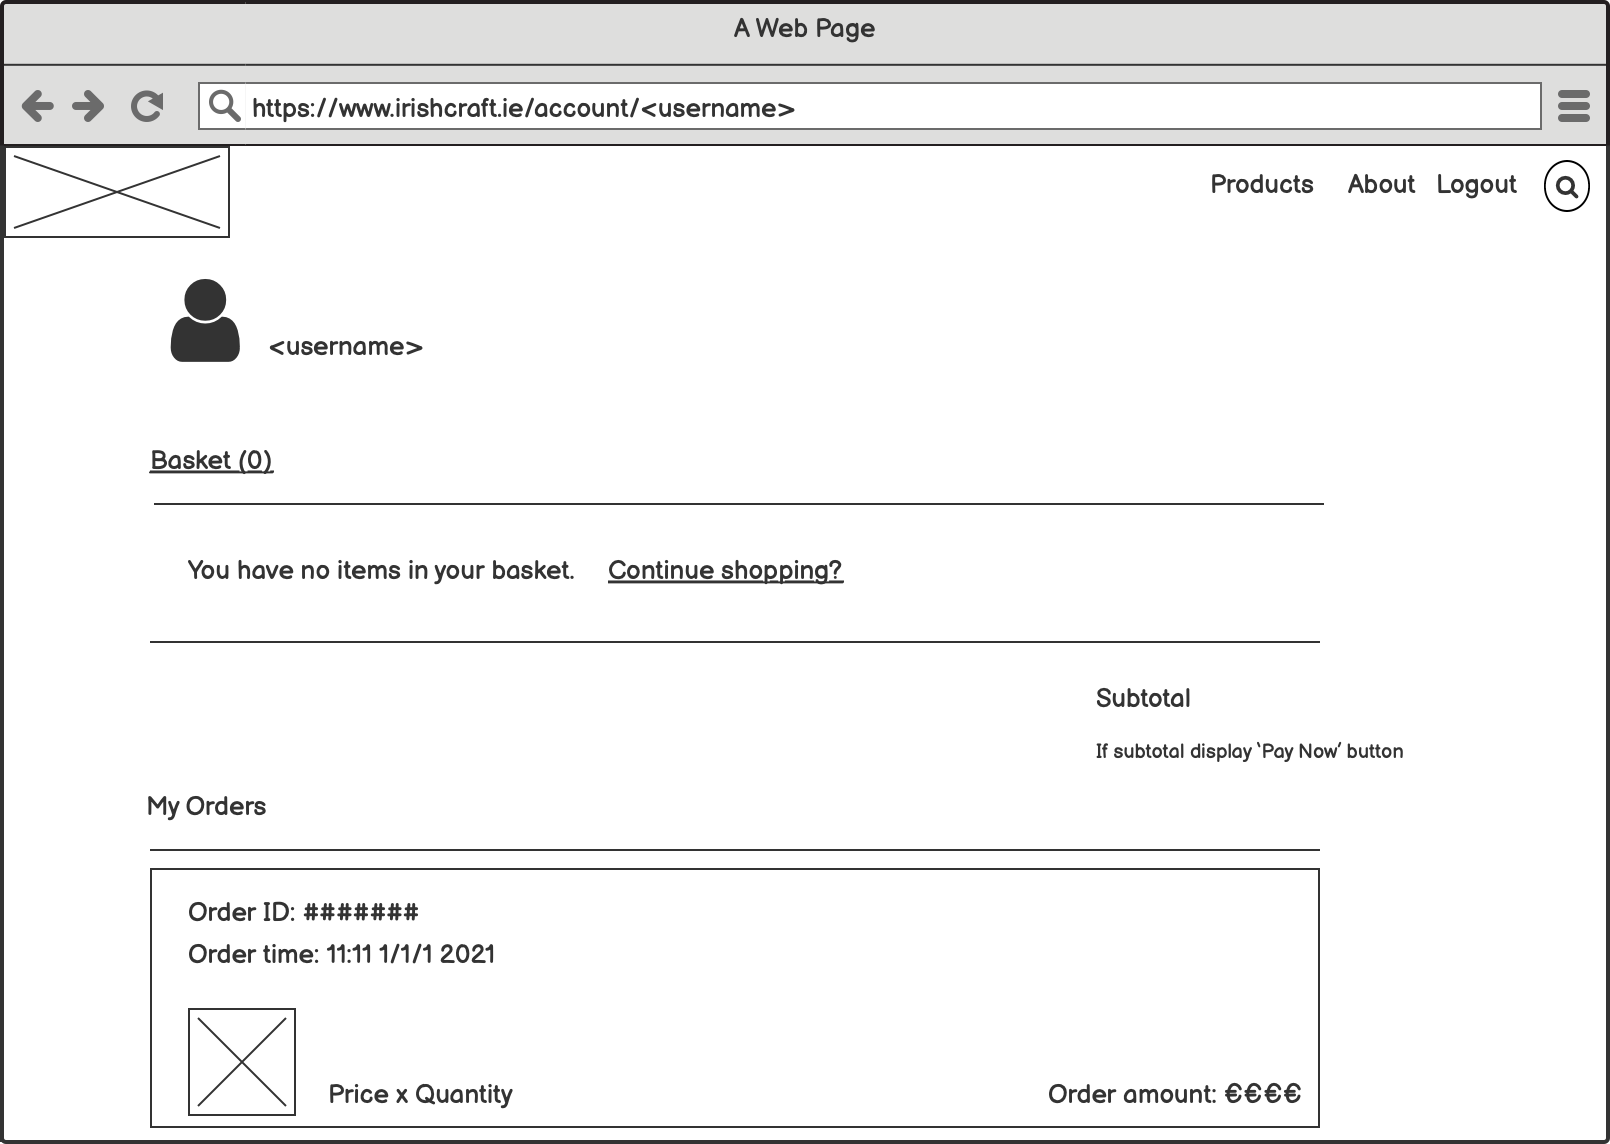 A Web Page
https://www.irishcraft.ie/account/<username>
Products About Logout
<username>
Basket (0)
You have no items in your basket. Continue shopping?
Subtotal
If subtotal display ‘Pay Now’ button
My Orders
Order ID: #######
Order time: 11:11 1/1/1 2021
Price x Quantity Order amount: €€€€